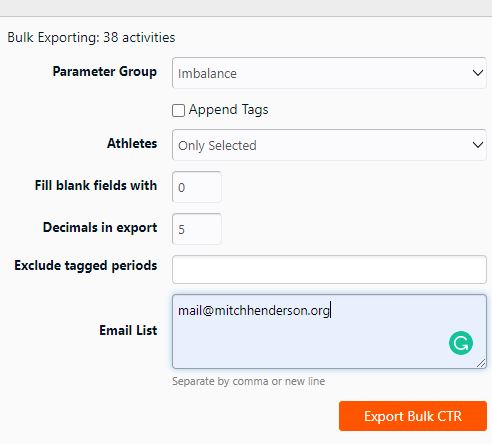 Bulk Exporting: 38 activities
Parameter Group Imbalance
Append Tags
Athletes Only Selected
Fill blank fields with 0
Decimals in export 5
Exclude tagged periods
Email List mail@mitchhenderson.org
Separate by comma or new line
Export Bulk CTR